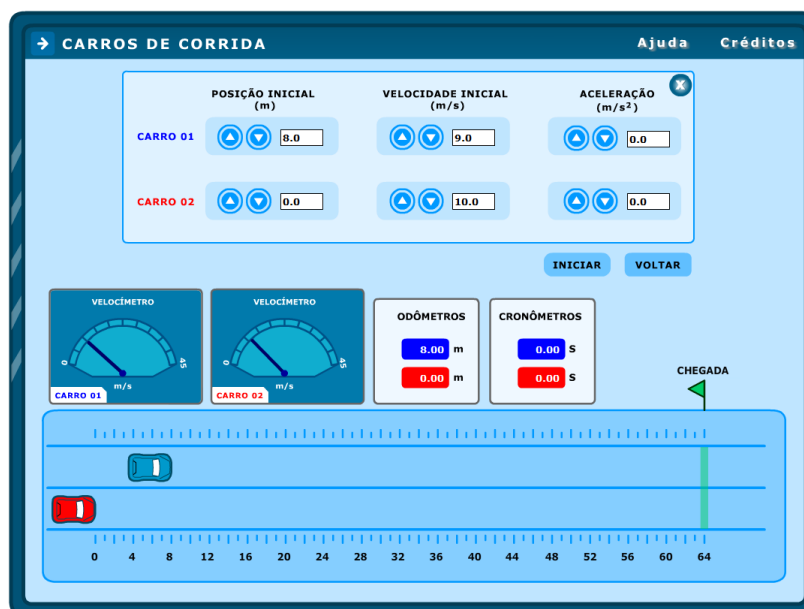 CARROS DE CORRIDA
Ajuda Créditos
POSIÇÃO INICIAL (m)
VELOCIDADE INICIAL (m/s)
ACELERAÇÃO (m/s²)
X
CARRO 01 8.0 9.0 0.0
CARRO 02 0.0 10.0 0.0
INICIAR VOLTAR
VELOCÍMETRO
0 45
m/s
CARRO 01
VELOCÍMETRO
0 45
m/s
CARRO 02
ODÔMETROS
8.00 m
0.00 m
CRONÔMETROS
0.00 S
0.00 S
CHEGADA
0 4 8 12 16 20 24 28 32 36 40 44 48 52 56 60 64